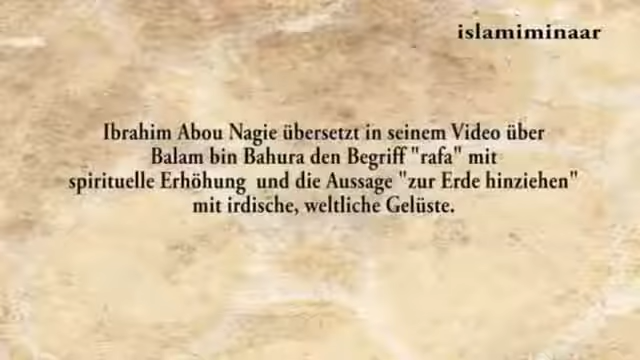 islamiminaar
Ibrahim Abou Nagie übersetzt in seinem Video über
Balam bin Bahura den Begriff "rafa" mit
spirituelle Erhöhung und die Aussage "zur Erde hinziehen"
mit irdische, weltliche Gelüste.